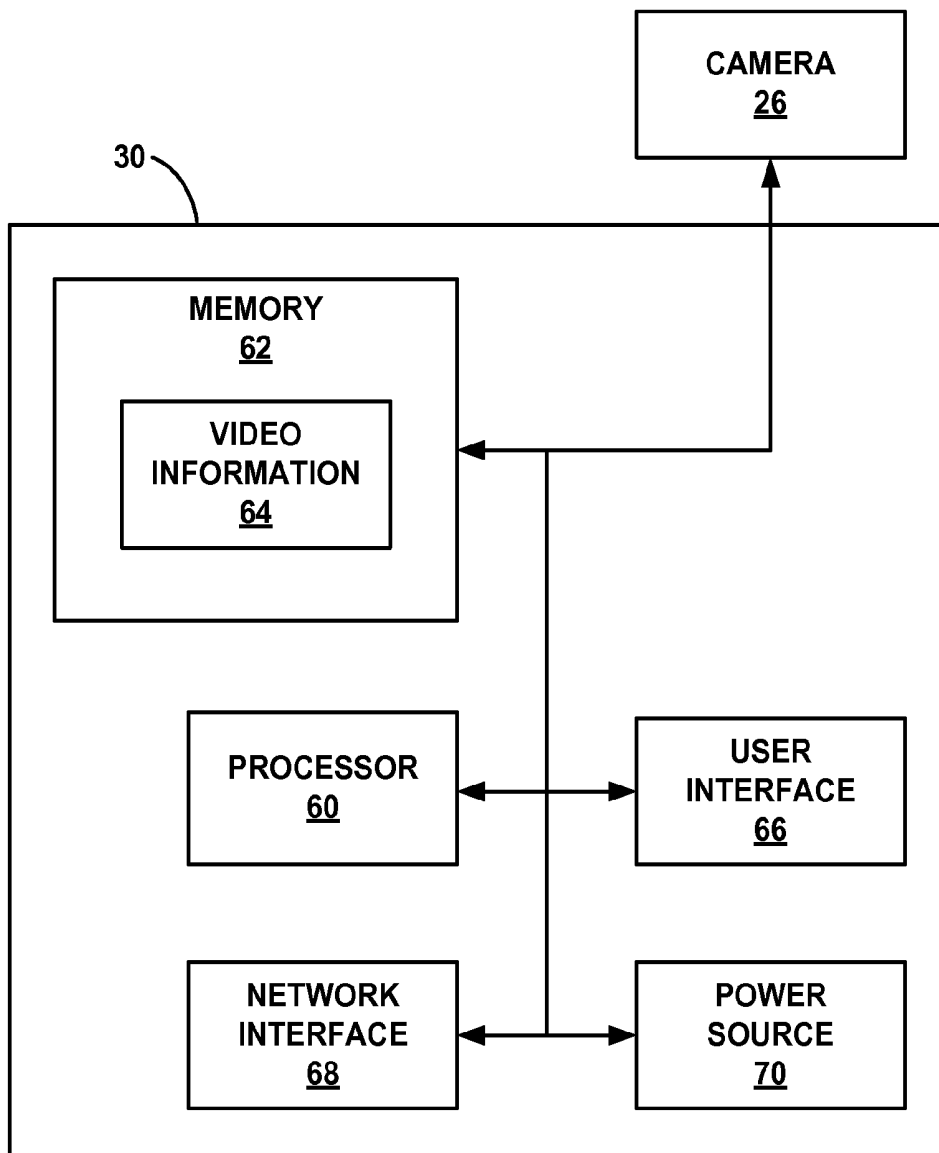 CAMERA
26
30
MEMORY
62
VIDEO
INFORMATION
64
PROCESSOR
60
USER
INTERFACE
66
NETWORK
INTERFACE
68
POWER
SOURCE
70